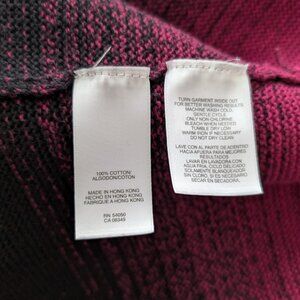 100% COTTON/
ALGODON/COTON
MADE IN HONG KONG
HECHO EN HONG KONG
FABRIQUE A HONG KONG
RN 54050
CA 08349
TURN GARMENT INSIDE OUT
FOR BETTER WASHING RESULTS
MACHINE WASH COLD,
GENTLE CYCLE
ONLY NON-CHLORINE
BLEACH WHEN NEEDED
TUMBLE DRY LOW
WARM IRON IF NECESSARY
DO NOT DRY CLEAN
LAVE CON LA PARTE DE ADENTRO
HACIA AFUERA PARA MEJORES
RESULTADOS
LAVAR EN LAVADORA CON
AGUA FRIA, CICLO DELICADO
SOLAMENTE BLANQUEADOR
SIN CLORO, SI ES NECESARIO
SECAR EN SECADORA,